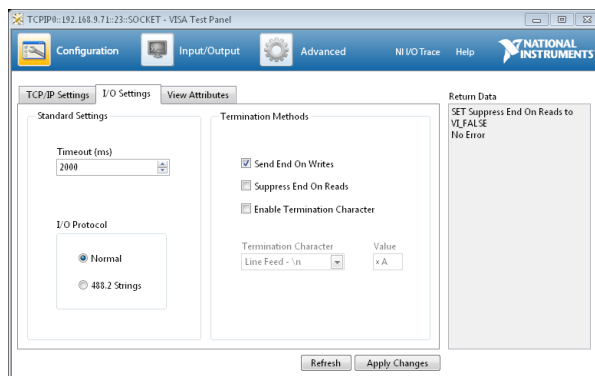 TCPIP0::192.168.9.71::23::SOCKET - VISA Test Panel
Configuration
Input/Output
Advanced
NI I/O Trace
Help
NATIONAL INSTRUMENTS
TCP/IP Settings
I/O Settings
View Attributes
Return Data
Standard Settings
Timeout (ms)
2000
I/O Protocol
Normal
488.2 Strings
Termination Methods
Send End On Writes
Suppress End On Reads
Enable Termination Character
Termination Character
Value
Line Feed - \n
x A
SET Suppress End On Reads to
VI_FALSE
No Error
Refresh
Apply Changes